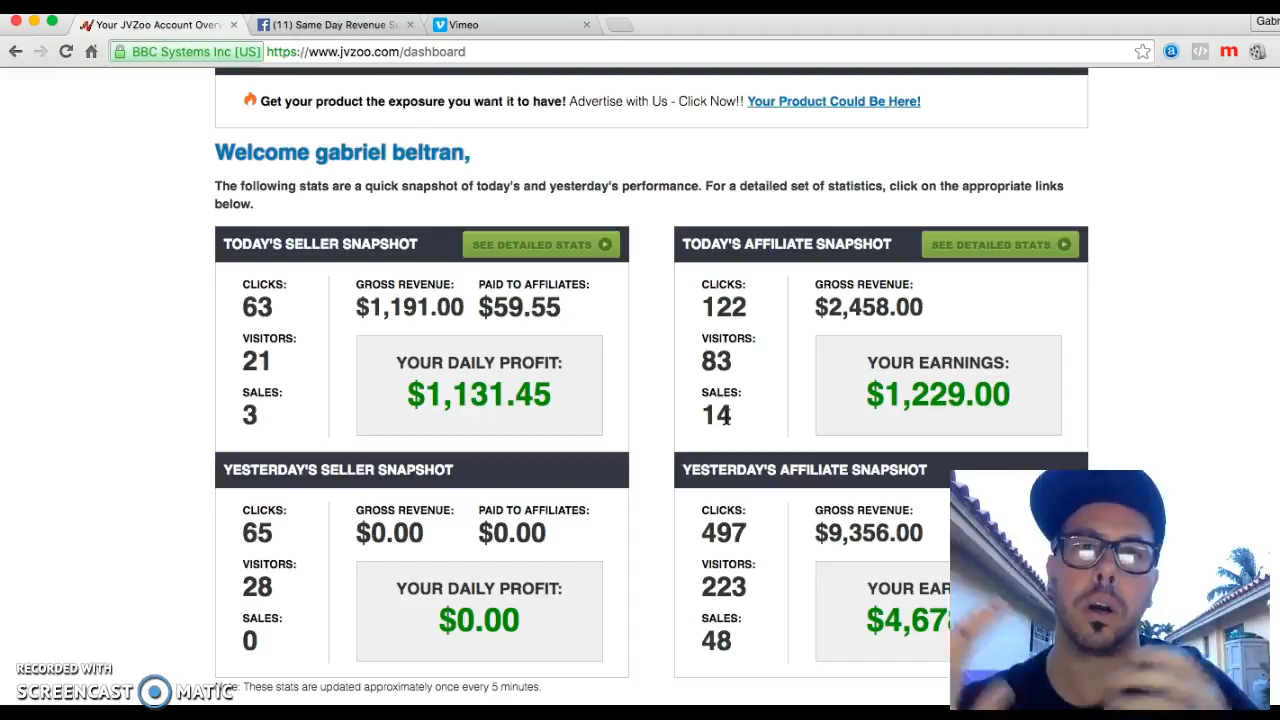 Your JVZoo Account Overv
(11) Same Day Revenue Su
Vimeo
Gabr
BBC Systems Inc [US]
https://www.jvzoo.com/dashboard
Get your product the exposure you want it to have! Advertise with Us - Click Now!! Your Product Could Be Here!
Welcome gabriel beltran,
The following stats are a quick snapshot of today's and yesterday's performance. For a detailed set of statistics, click on the appropriate links
below.
TODAY'S SELLER SNAPSHOT
SEE DETAILED STATS
CLICKS:
63
GROSS REVENUE:
$1,191.00
PAID TO AFFILIATES:
$59.55
VISITORS:
21
YOUR DAILY PROFIT:
$1,131.45
SALES:
3
TODAY'S AFFILIATE SNAPSHOT
SEE DETAILED STATS
CLICKS:
122
GROSS REVENUE:
$2,458.00
VISITORS:
83
YOUR EARNINGS:
$1,229.00
SALES:
14
YESTERDAY'S SELLER SNAPSHOT
CLICKS:
65
GROSS REVENUE:
$0.00
PAID TO AFFILIATES:
$0.00
VISITORS:
28
YOUR DAILY PROFIT:
$0.00
SALES:
0
YESTERDAY'S AFFILIATE SNAPSHOT
CLICKS:
497
GROSS REVENUE:
$9,356.00
VISITORS:
223
YOUR EAR
$4,678
SALES:
48
These stats are updated approximately once every 5 minutes.
RECORDED WITH
SCREENCAST MATIC